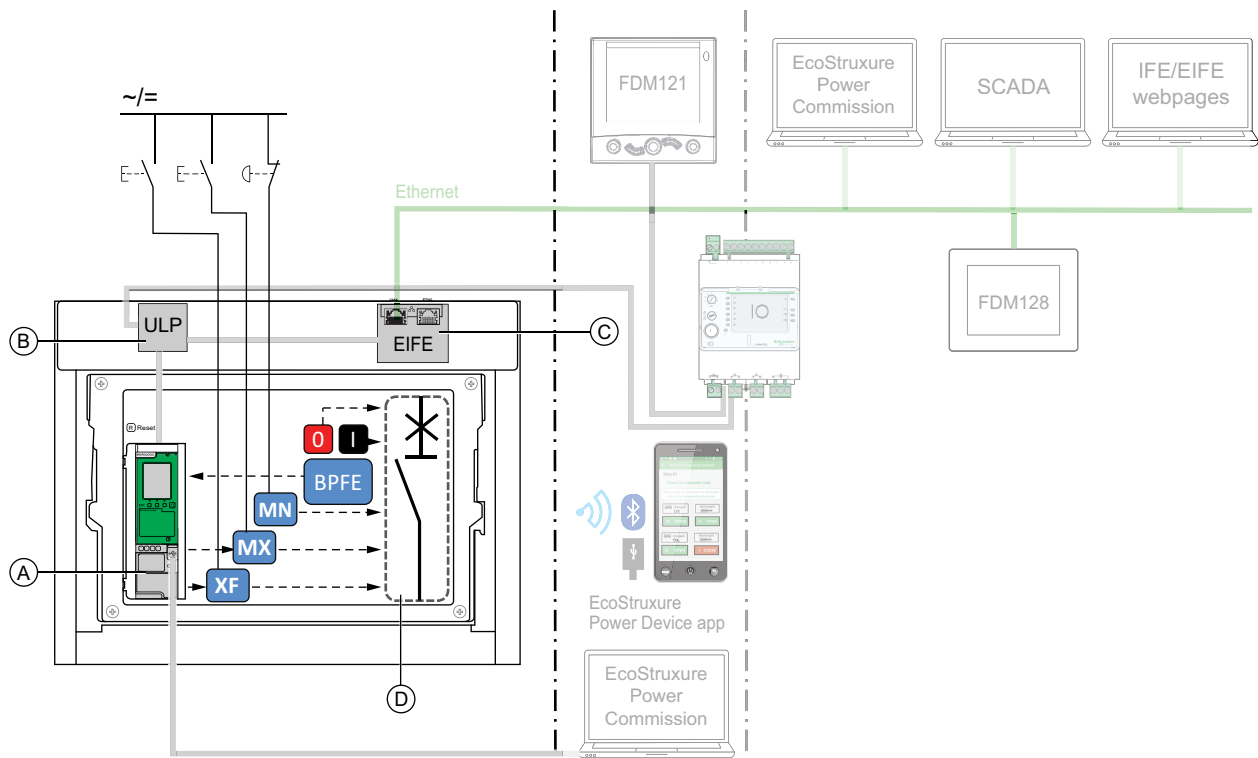 ~/=
FDM121
EcoStruxure
Power
Commission
SCADA
IFE/EIFE
webpages
Ethernet
FDM128
IO
ULP
EIFE
B
C
R Reset
O
I
BPFE
MN
MX
XF
A
D
EcoStruxure
Power Device app
EcoStruxure
Power
Commission